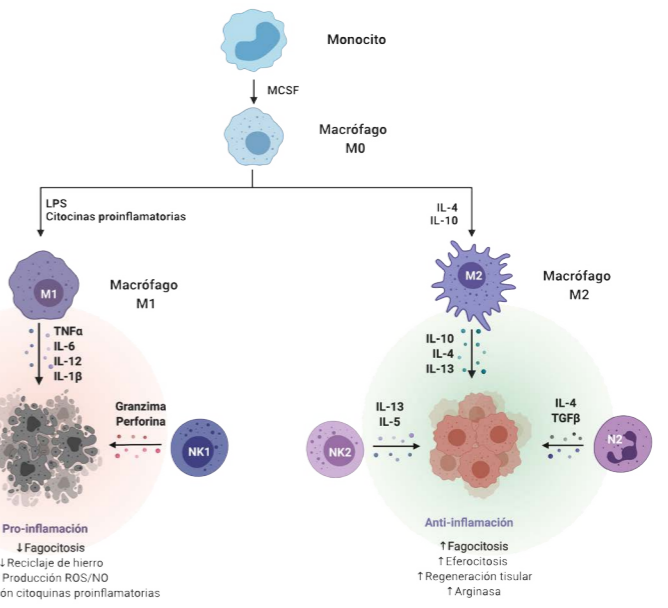 Monocito
MCSF
Macrófago
M0
LPS
Citocinas proinflamatorias
IL-4
IL-10
M1
Macrófago
M1
M2
Macrófago
M2
TNFα
IL-6
IL-12
IL-1β
Granzima
Perforina
NK1
IL-10
IL-4
IL-13
NK2
IL-13
IL-5
IL-4
TGFβ
N2
Pro-inflamación
↓Fagocitosis
↓Reciclaje de hierro
Producción ROS/NO
ón citoquinas proinflamatorias
Anti-inflamación
↑Fagocitosis
↑Eferocitosis
↑Regeneración tisular
↑Arginasa